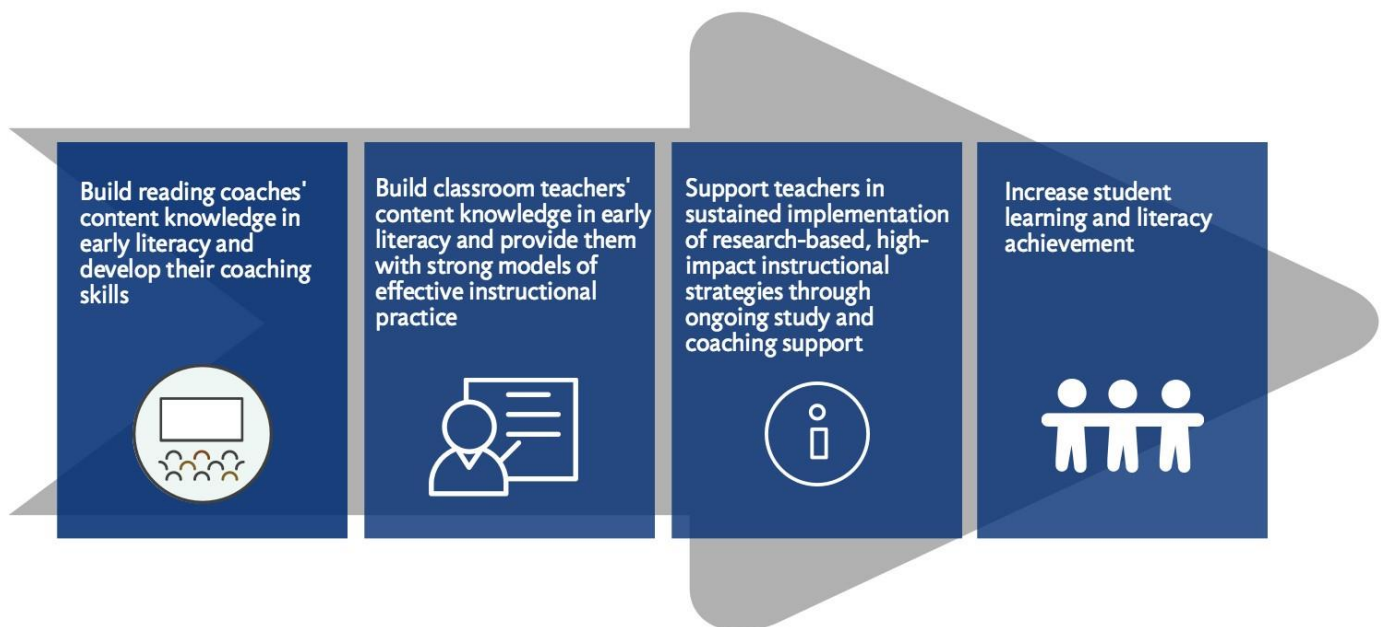 Build reading coaches'
content knowledge in
early literacy and
develop their coaching
skills
Build classroom teachers'
content knowledge in early
literacy and provide them
with strong models of
effective instructional
practice
Support teachers in
sustained implementation
of research-based, high-
impact instructional
strategies through
ongoing study and
coaching support
Increase student
learning and literacy
achievement